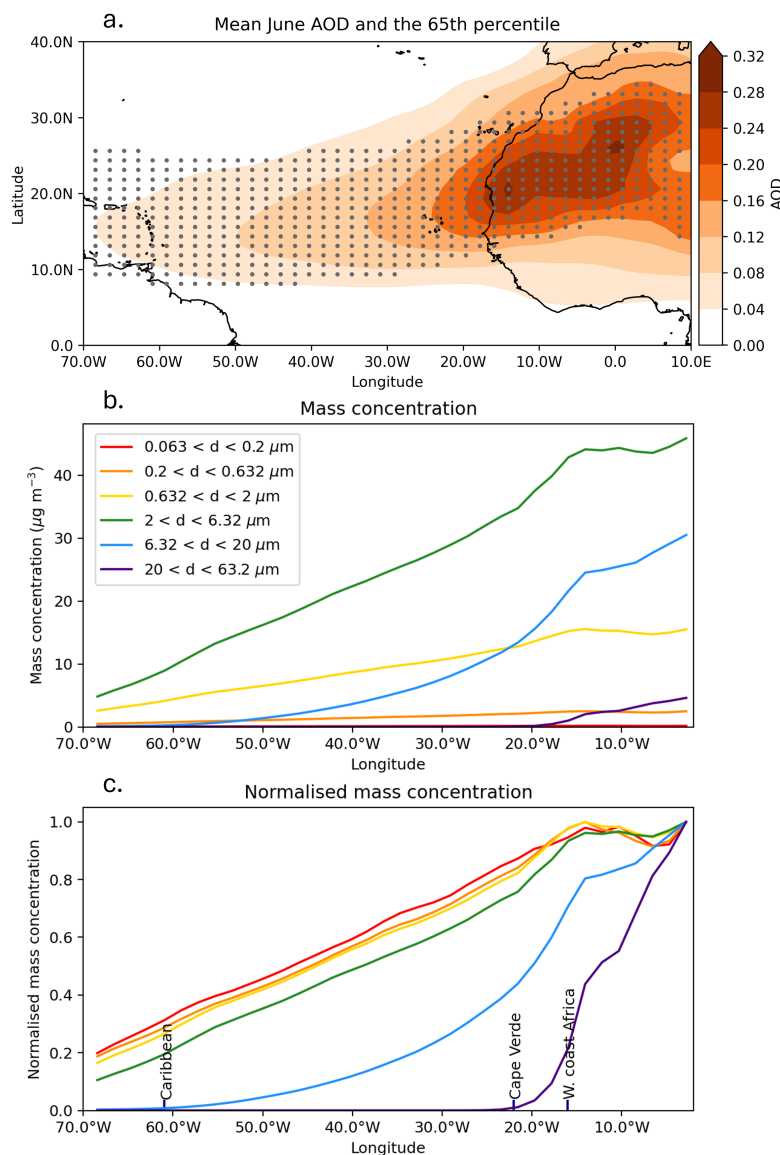 a.
Mean June AOD and the 65th percentile
40.0N
30.0N
20.0N
10.0N
0.0
Latitude
70.0W 60.0W 50.0W 40.0W 30.0W 20.0W 10.0W 0.0 10.0E
Longitude
0.32
0.28
0.24
0.20
0.16
0.12
0.08
0.04
0.00
AOD
b.
Mass concentration
0.063 < d < 0.2 μm
0.2 < d < 0.632 μm
0.632 < d < 2 μm
2 < d < 6.32 μm
6.32 < d < 20 μm
20 < d < 63.2 μm
40
30
20
10
0
Mass concentration (μg m⁻³)
70.0°W 60.0°W 50.0°W 40.0°W 30.0°W 20.0°W 10.0°W
Longitude
c.
Normalised mass concentration
1.0
0.8
0.6
0.4
0.2
0.0
Normalised mass concentration
Caribbean
Cape Verde
W. coast Africa
70.0°W 60.0°W 50.0°W 40.0°W 30.0°W 20.0°W 10.0°W
Longitude